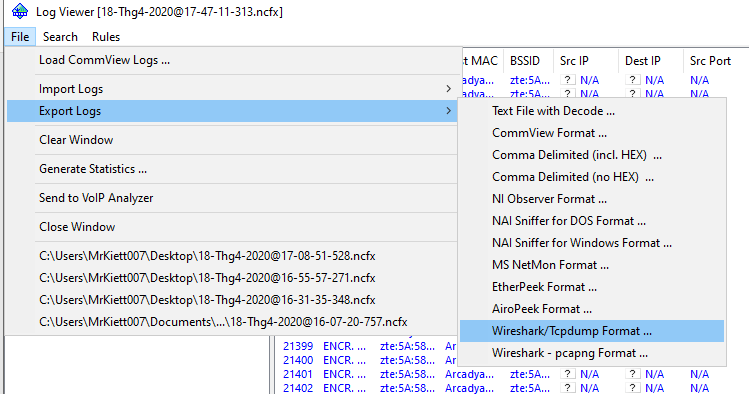 Log Viewer [18-Thg4-2020@17-47-11-313.ncfx]
File Search Rules
Load CommView Logs ...
Import Logs
Export Logs
Clear Window
Generate Statistics ...
Send to VoIP Analyzer
Close Window
C:\Users\MrKiett007\Desktop\18-Thg4-2020@17-08-51-528.ncfx
C:\Users\MrKiett007\Desktop\18-Thg4-2020@16-55-57-271.ncfx
C:\Users\MrKiett007\Desktop\18-Thg4-2020@16-31-35-348.ncfx
C:\Users\MrKiett007\Documents\...\18-Thg4-2020@16-07-20-757.ncfx
MAC BSSID Src IP Dest IP Src Port
Arcadya... zte:5A... ? N/A ? N/A N/A
Arcadya... zte:5A... ? N/A ? N/A N/A
Text File with Decode ...
CommView Format ...
Comma Delimited (incl. HEX) ...
Comma Delimited (no HEX) ...
NI Observer Format ...
NAI Sniffer for DOS Format ...
NAI Sniffer for Windows Format ...
MS NetMon Format ...
EtherPeek Format ...
AiroPeek Format ...
Wireshark/Tcpdump Format ...
Wireshark - pcapng Format ...
21399 ENCR. ... zte:5A:58...
21400 ENCR. ... zte:5A:58...
21401 ENCR. ... zte:5A:58... Arcadya... zte:5A... ? N/A ? N/A N/A
21402 ENCR. ... zte:5A:58... Arcadya... zte:5A... ? N/A ? N/A N/A